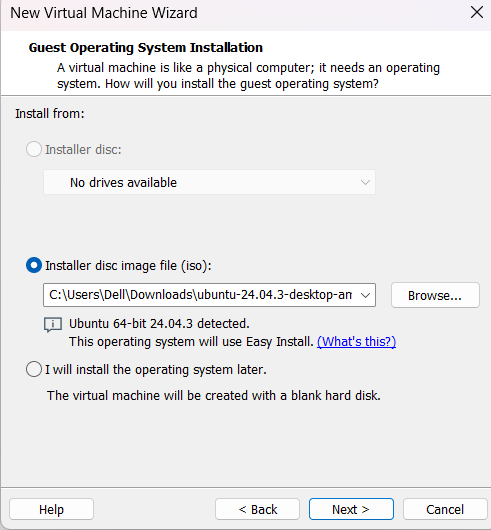 New Virtual Machine Wizard
Guest Operating System Installation
A virtual machine is like a physical computer; it needs an operating
system. How will you install the guest operating system?
Install from:
Installer disc:
No drives available
Installer disc image file (iso):
C:\Users\Dell\Downloads\ubuntu-24.04.3-desktop-am
Browse...
Ubuntu 64-bit 24.04.3 detected.
This operating system will use Easy Install. (What's this?)
I will install the operating system later.
The virtual machine will be created with a blank hard disk.
Help
< Back
Next >
Cancel